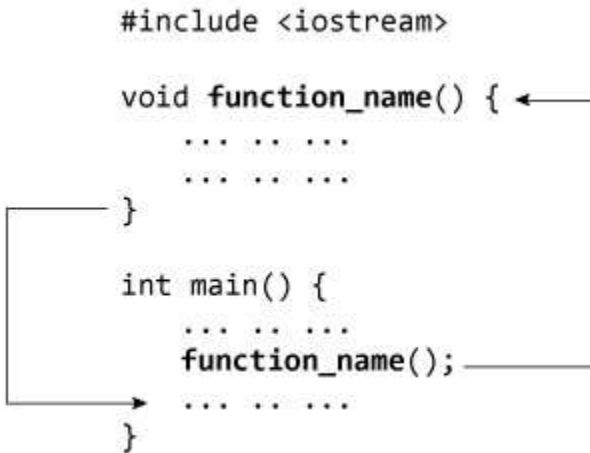 #include <iostream>
void function_name() {
... .. ...
... .. ...
}
int main() {
... .. ...
function_name();
... .. ...
}